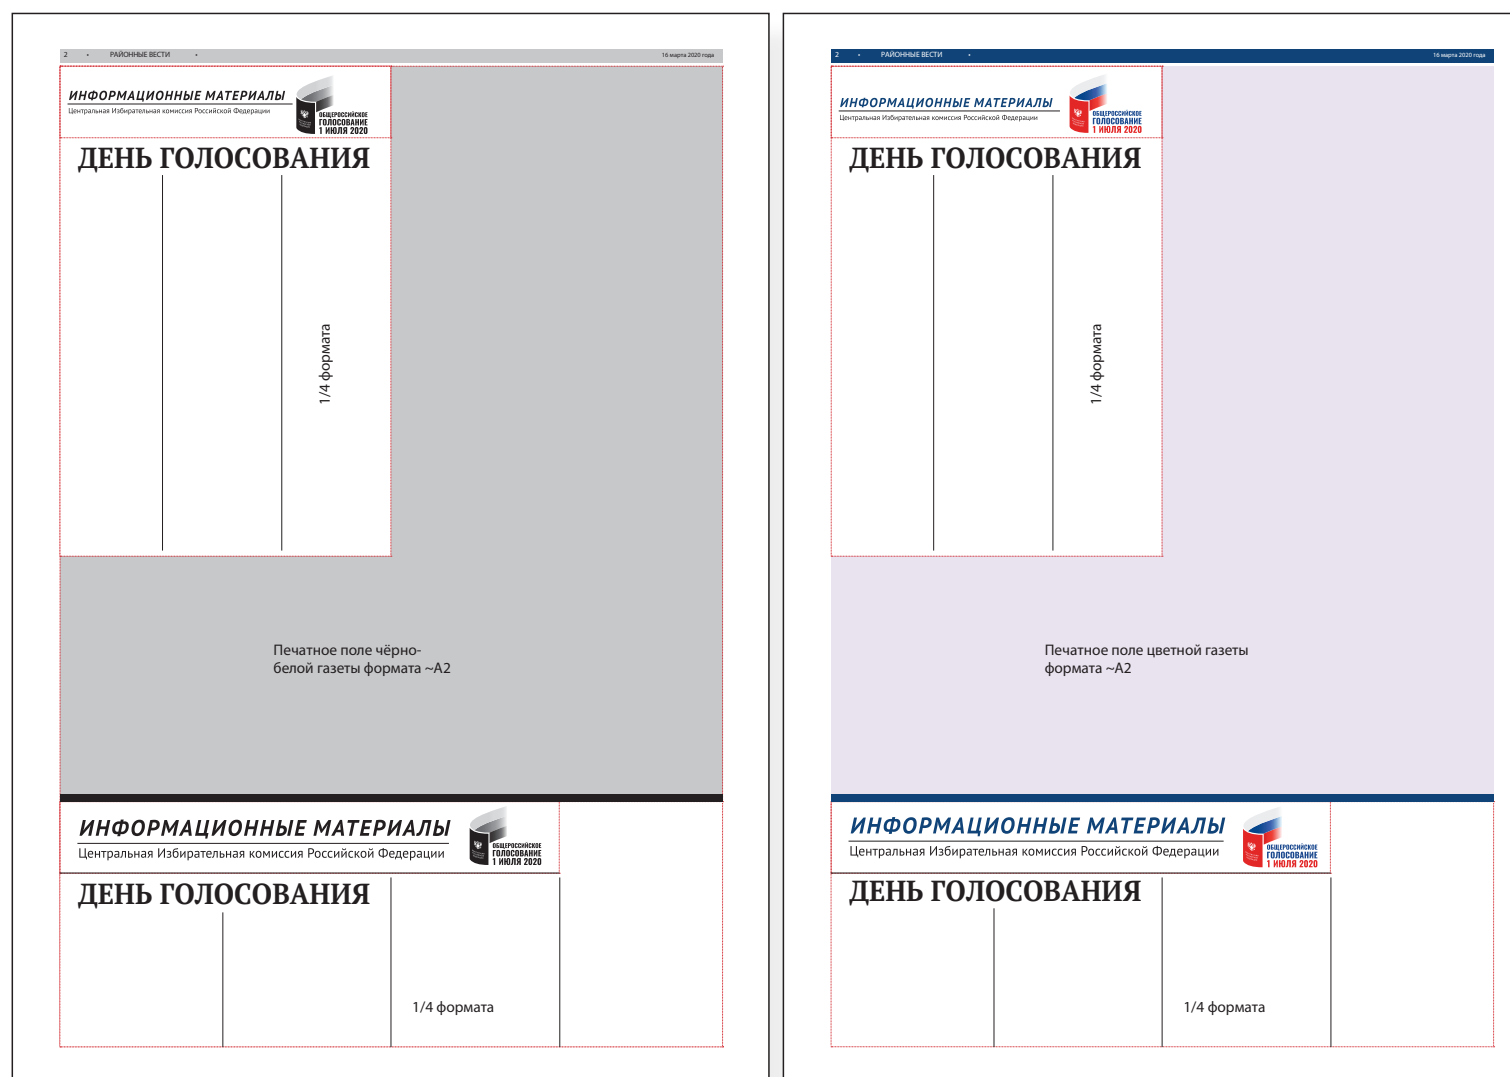 2 • РАЙОННЫЕ ВЕСТИ • 16 марта 2020 года
ИНФОРМАЦИОННЫЕ МАТЕРИАЛЫ
Центральная Избирательная комиссия Российской Федерации
ОБЩЕРОССИЙСКОЕ
ГОЛОСОВАНИЕ
1 ИЮЛЯ 2020
ДЕНЬ ГОЛОСОВАНИЯ
1/4 формата
Печатное поле чёрно-
белой газеты формата ~А2
ИНФОРМАЦИОННЫЕ МАТЕРИАЛЫ
Центральная Избирательная комиссия Российской Федерации
ОБЩЕРОССИЙСКОЕ
ГОЛОСОВАНИЕ
1 ИЮЛЯ 2020
ДЕНЬ ГОЛОСОВАНИЯ
1/4 формата
2 • РАЙОННЫЕ ВЕСТИ • 16 марта 2020 года
ИНФОРМАЦИОННЫЕ МАТЕРИАЛЫ
Центральная Избирательная комиссия Российской Федерации
ОБЩЕРОССИЙСКОЕ
ГОЛОСОВАНИЕ
1 ИЮЛЯ 2020
ДЕНЬ ГОЛОСОВАНИЯ
1/4 формата
Печатное поле цветной газеты
формата ~А2
ИНФОРМАЦИОННЫЕ МАТЕРИАЛЫ
Центральная Избирательная комиссия Российской Федерации
ОБЩЕРОССИЙСКОЕ
ГОЛОСОВАНИЕ
1 ИЮЛЯ 2020
ДЕНЬ ГОЛОСОВАНИЯ
1/4 формата